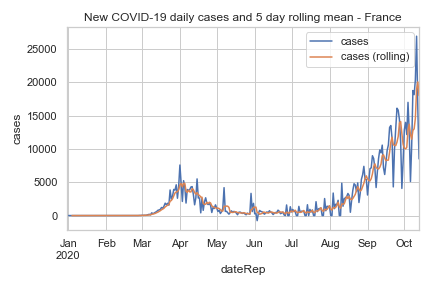 New COVID-19 daily cases and 5 day rolling mean - France
cases
cases (rolling)
25000
20000
15000
10000
5000
0
cases
Jan Feb Mar Apr May Jun Jul Aug Sep Oct
2020
dateRep